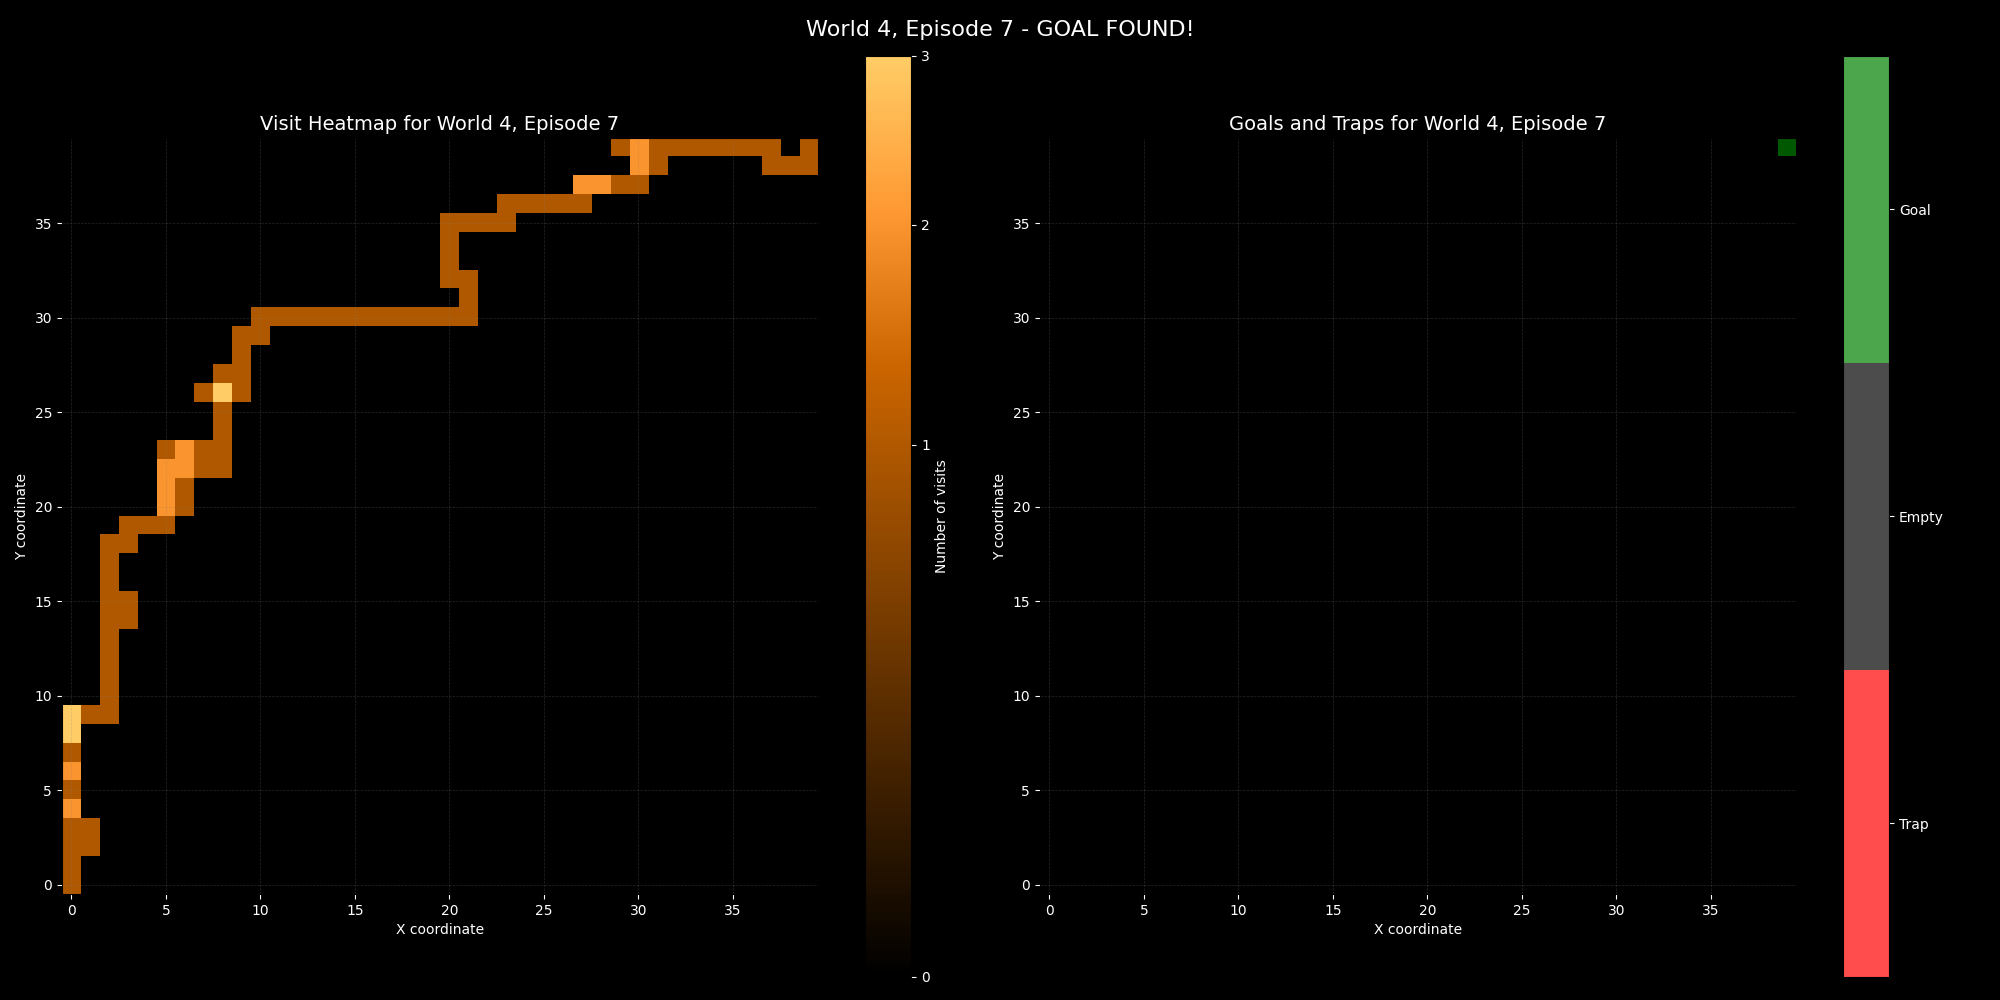 World 4, Episode 7 - GOAL FOUND!
Visit Heatmap for World 4, Episode 7
35
30
25
20
15
10
5
0
Y coordinate
0 5 10 15 20 25 30 35
X coordinate
3
2
1
0
Number of visits
Goals and Traps for World 4, Episode 7
35
30
25
20
15
10
5
0
Y coordinate
0 5 10 15 20 25 30 35
X coordinate
Goal
Empty
Trap